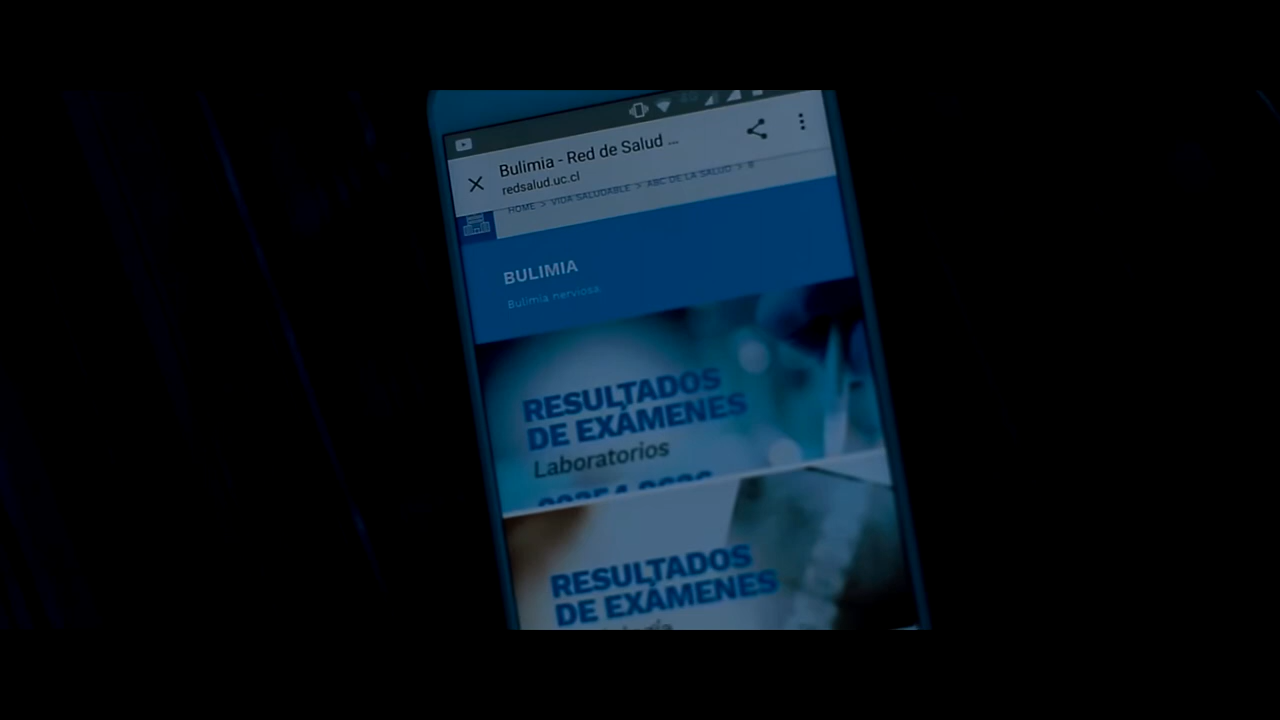 Bulimia - Red de Salud ...
redsalud.uc.cl
HOME > VIDA SALUDABLE > ABC DE LA SALUD > B
BULIMIA
Bulimia nerviosa.
RESULTADOS
DE EXÁMENES
Laboratorios
RESULTADOS
DE EXÁMENES